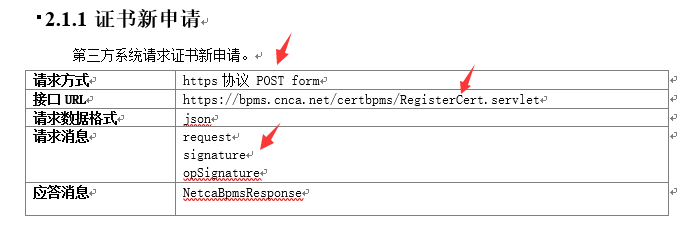 2.1.1 证书新申请
第三方系统请求证书新申请。
请求方式 https 协议 POST form
接口 URL https://bpms.cnca.net/certbpms/RegisterCert.servlet
请求数据格式 json
请求消息 request
signature
opSignature
应答消息 NetcaBpmsResponse